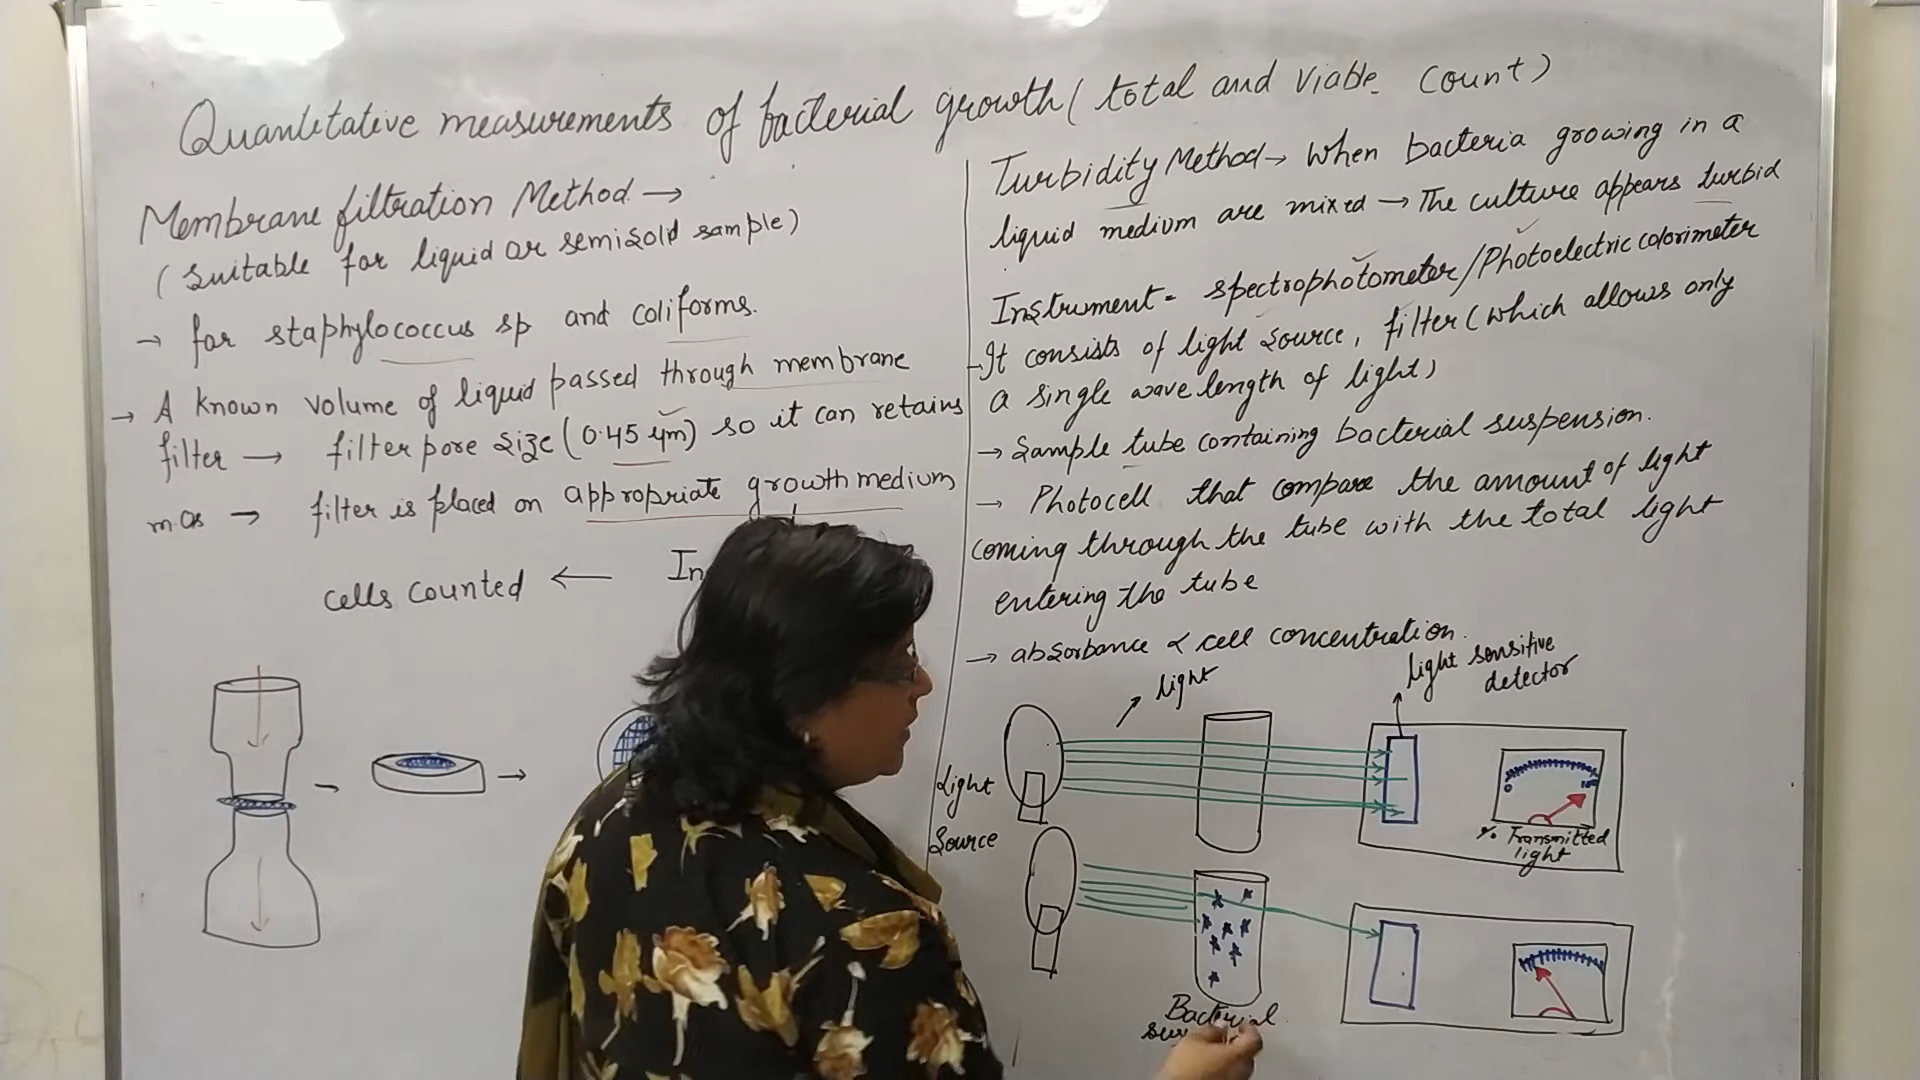 Quantitative measurements of bacterial growth (total and viable count)
Membrane filtration Method →
(suitable for liquid or semisolid sample)
→ for staphylococcus sp and coliforms.
→ A known volume of liquid passed through membrane
filter → filter pore size (0.45 μm) so it can retains
mos → filter is placed on appropriate growth medium
cells counted ← In
Turbidity Method → When bacteria growing in a
liquid medium are mixed → The culture appears turbid
Instrument = spectrophotometer/Photoelectric colorimeter
→ It consists of light source, filter (which allows only
a single wave length of light)
→ Sample tube containing bacterial suspension.
→ Photocell that compare the amount of light
coming through the tube with the total light
entering the tube
→ absorbance ∝ cell concentration.
light
light sensitive
detector
Light
Source
0
% Transmitted
light
Bacterial